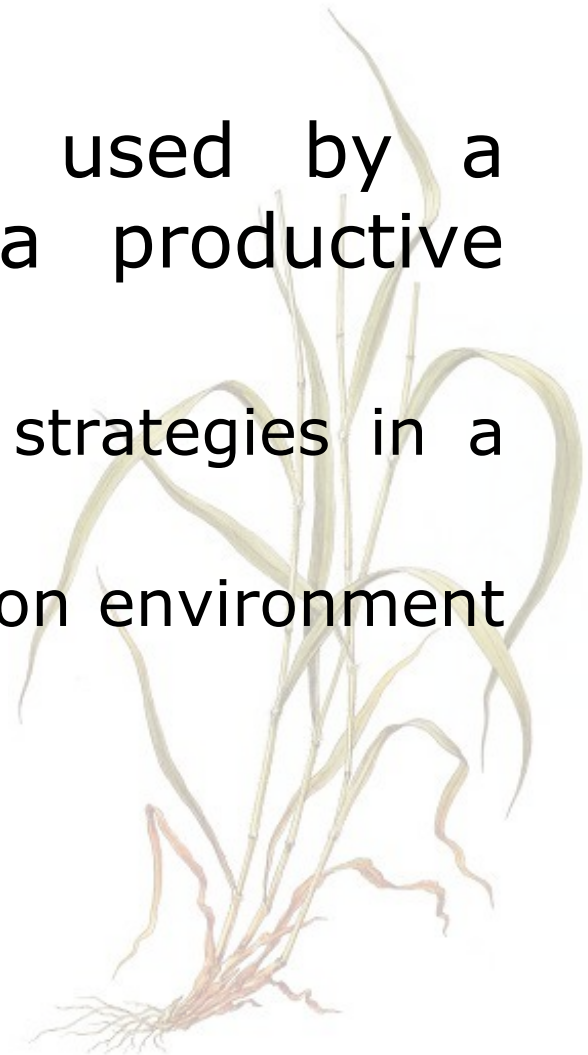 used by a
a productive
strategies in a
on environment